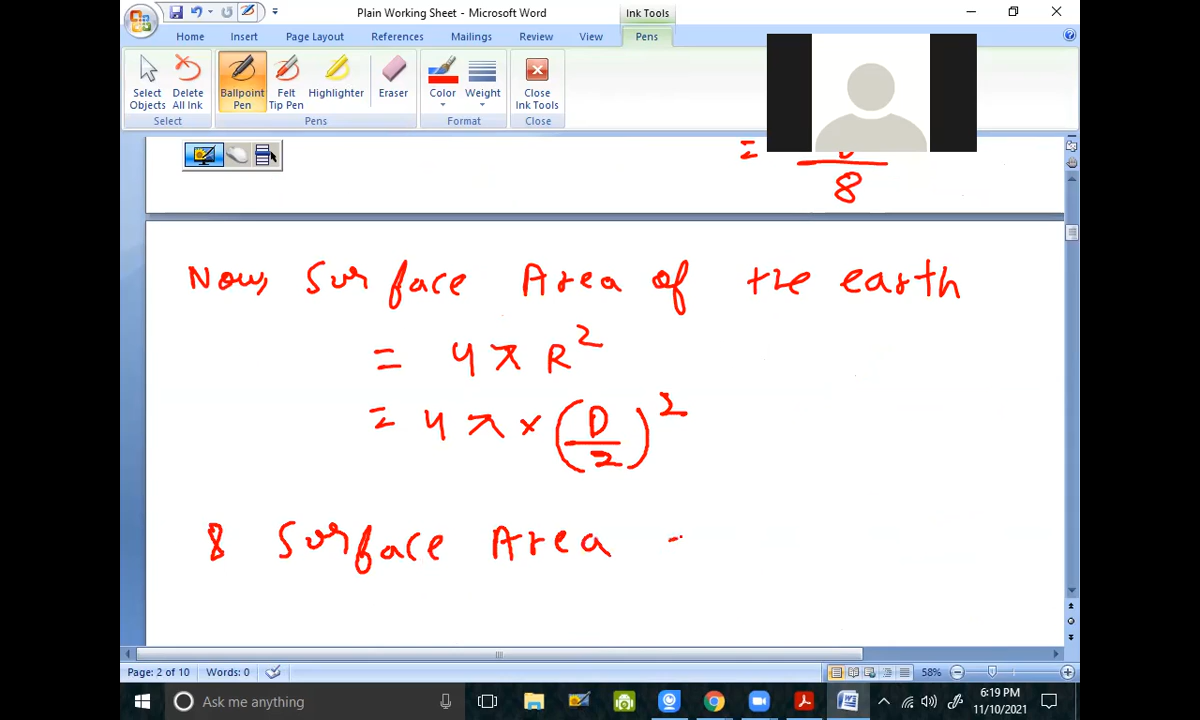 Plain Working Sheet - Microsoft Word
Ink Tools
Home Insert Page Layout References Mailings Review View Pens
Select Objects
Delete All Ink
Ballpoint Pen
Felt Tip Pen
Highlighter
Eraser
Color
Weight
Close Ink Tools
Select Pens Format Close
=
8
Now, Surface Area of the earth
= 4 π R²
= 4 π × (D/2)²
8 Surface Area -
Page: 2 of 10 Words: 0 58%
Ask me anything
6:19 PM
11/10/2021